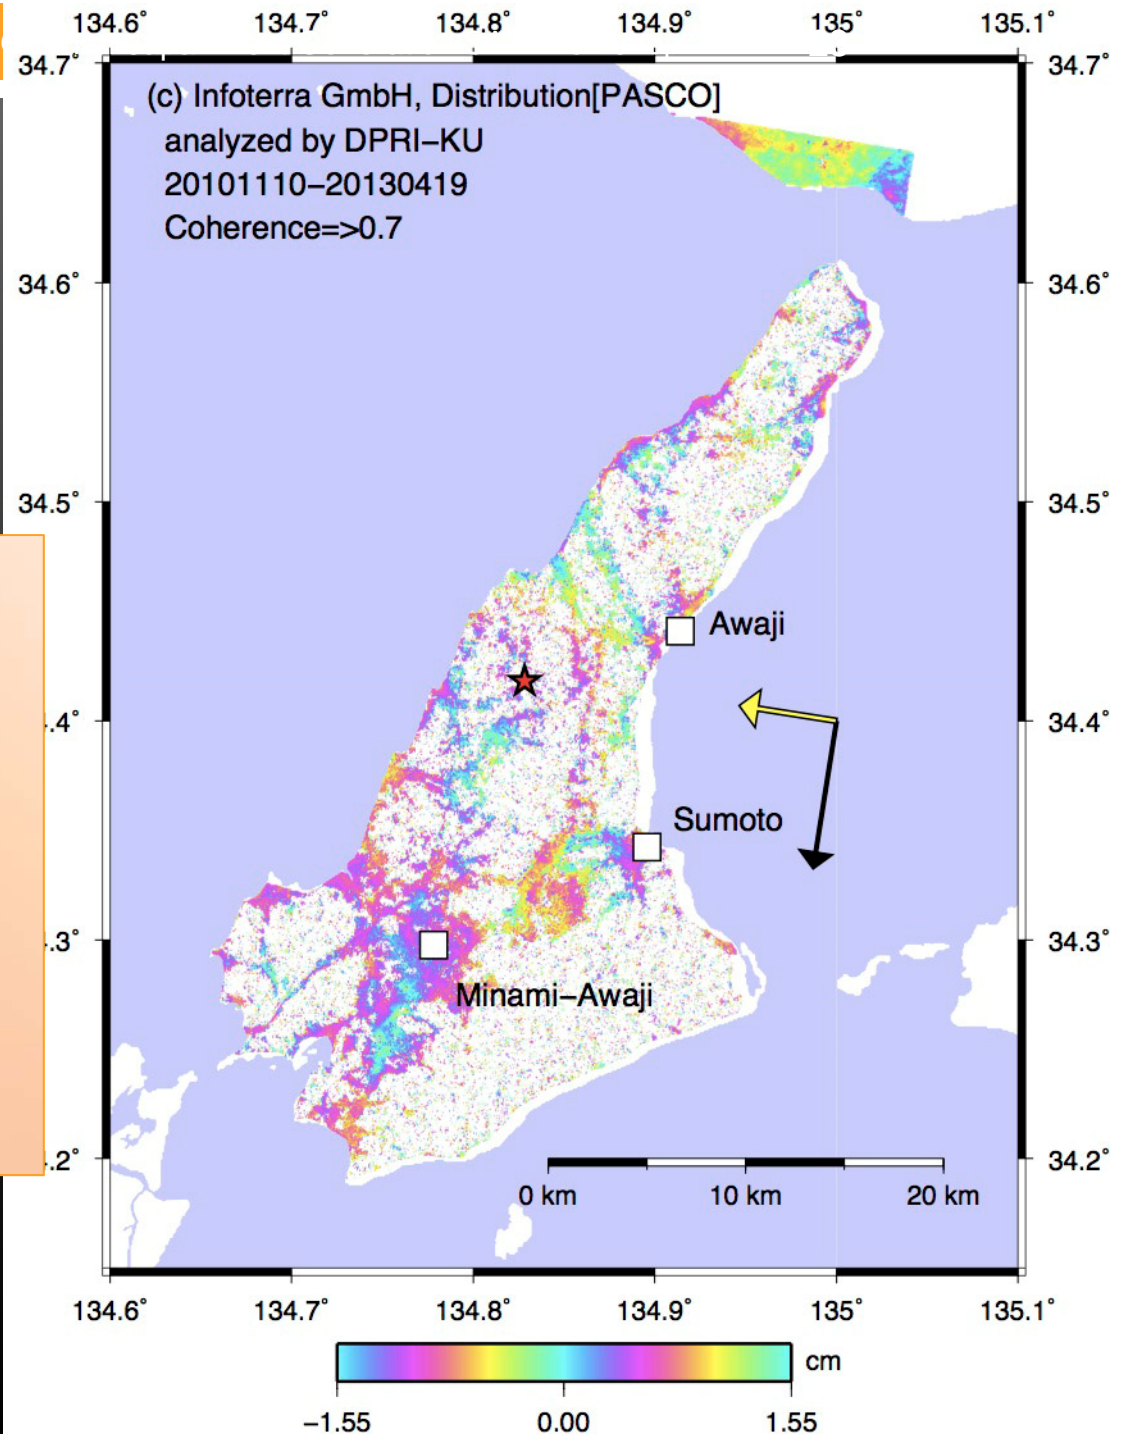 134.6˚ 134.7˚ 134.8˚ 134.9˚ 135˚ 135.1˚
34.7˚ 34.7˚
(c) Infoterra GmbH, Distribution[PASCO]
analyzed by DPRI−KU
20101110−20130419
Coherence=>0.7
34.6˚ 34.6˚
34.5˚ 34.5˚
Awaji
.4˚ 34.4˚
Sumoto
.3˚ 34.3˚
Minami−Awaji
.2˚ 34.2˚
0 km 10 km 20 km
134.6˚ 134.7˚ 134.8˚ 134.9˚ 135˚ 135.1˚
cm
−1.55 0.00 1.55